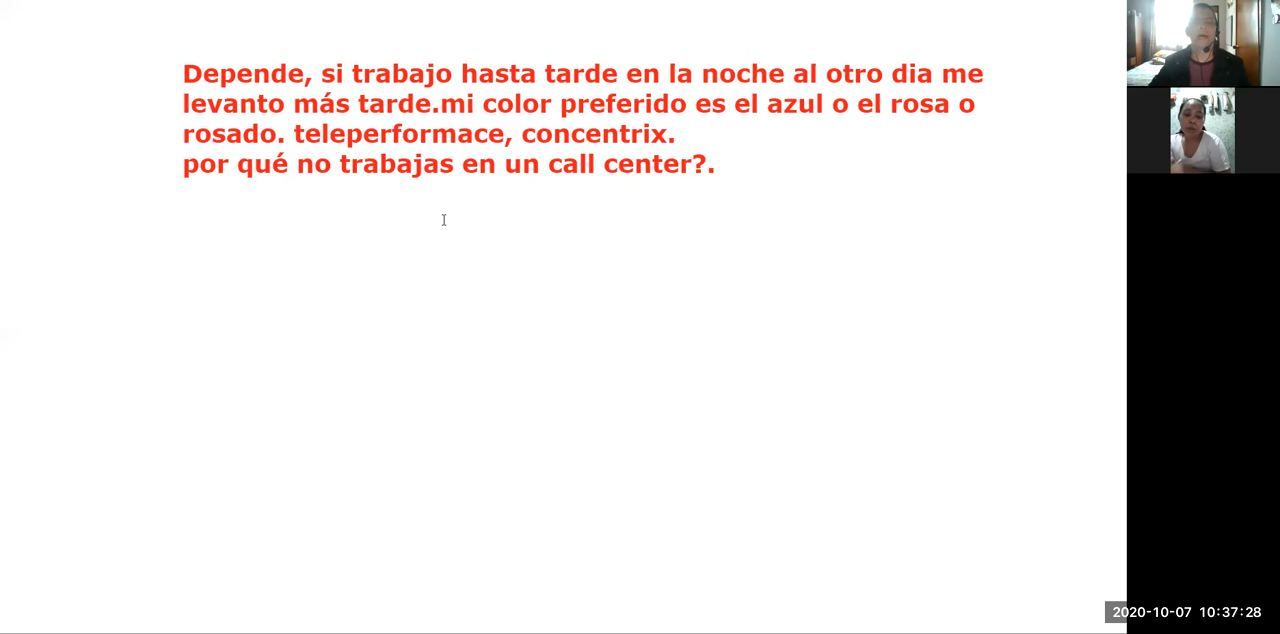 Depende, si trabajo hasta tarde en la noche al otro dia me
levanto más tarde.mi color preferido es el azul o el rosa o
rosado. teleperformace, concentrix.
por qué no trabajas en un call center?.
2020-10-07 10:37:28